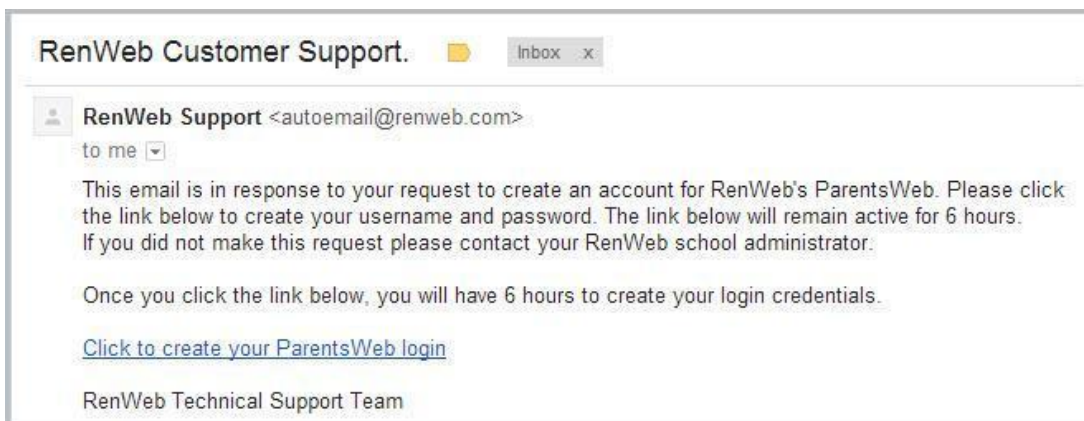 RenWeb Customer Support.
Inbox x
RenWeb Support <autoemail@renweb.com>
to me
This email is in response to your request to create an account for RenWeb's ParentsWeb. Please click
the link below to create your username and password. The link below will remain active for 6 hours.
If you did not make this request please contact your RenWeb school administrator.
Once you click the link below, you will have 6 hours to create your login credentials.
Click to create your ParentsWeb login
RenWeb Technical Support Team